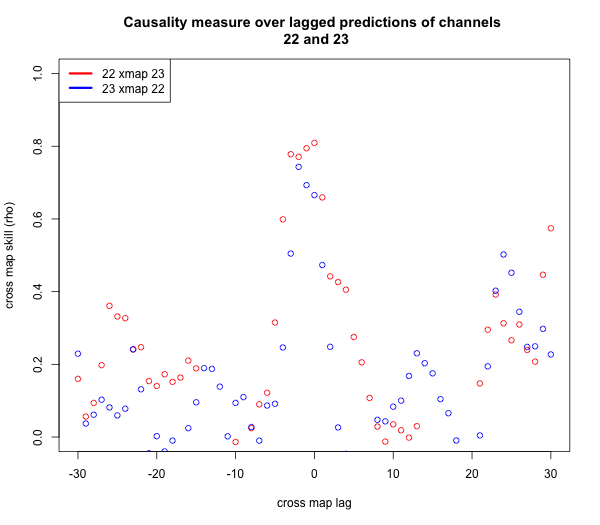 Causality measure over lagged predictions of channels
22 and 23
22 xmap 23
23 xmap 22
cross map skill (rho)
1.0
0.8
0.6
0.4
0.2
0.0
-30 -20 -10 0 10 20 30
cross map lag